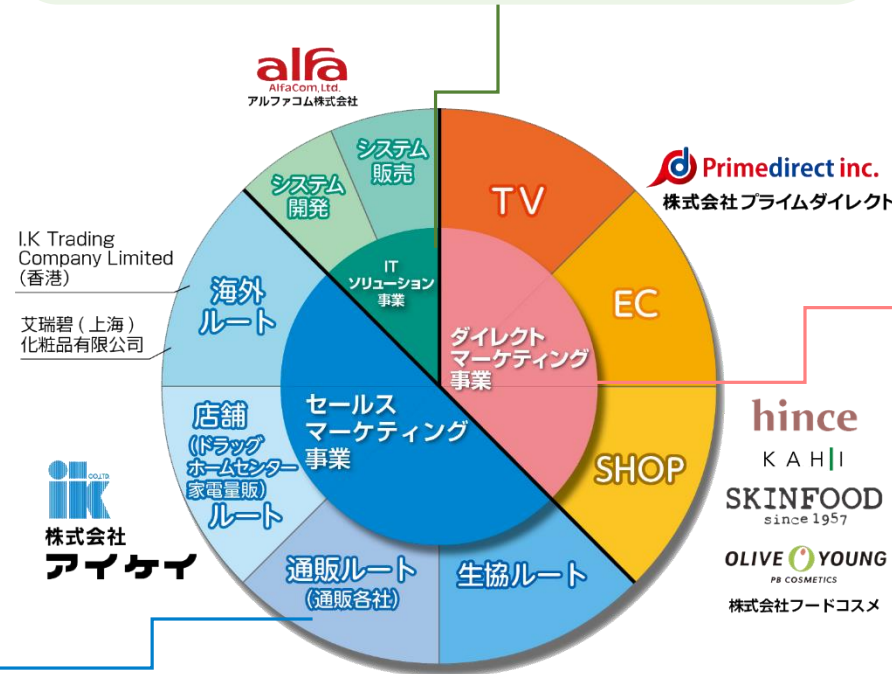 alfa
AlfaCom,Ltd.
アルファコム株式会社
システム
販売
システム
開発
TV
Primedirect inc.
株式会社プライムダイレクト
I.K Trading
Company Limited
(香港)
艾瑞碧(上海)
化粧品有限公司
海外
ルート
IT
ソリューション
事業
EC
ダイレクト
マーケティング
事業
セールス
マーケティング
事業
店舗
(ドラッグ
ホームセンター
家電量販)
ルート
SHOP
hince
KAHI
SKINFOOD
since 1957
OLIVE YOUNG
PB COSMETICS
株式会社フードコスメ
CO.,LTD
ik
株式会社
アイケイ
通販ルート
(通販各社)
生協ルート